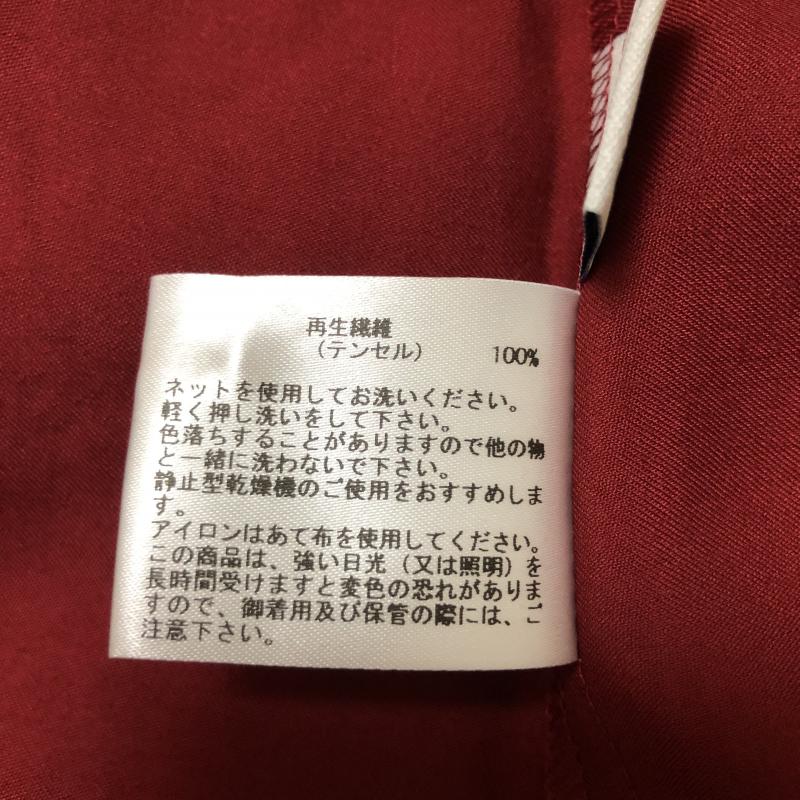 再生繊維
（テンセル） 100%
ネットを使用してお洗いください。
軽く押し洗いをして下さい。
色落ちすることがありますので他の物
と一緒に洗わないで下さい。
静止型乾燥機のご使用をおすすめしま
す。
アイロンはあて布を使用してください。
この商品は、強い日光（又は照明）を
長時間受けますと変色の恐れがありま
すので、御着用及び保管の際には、ご
注意下さい。